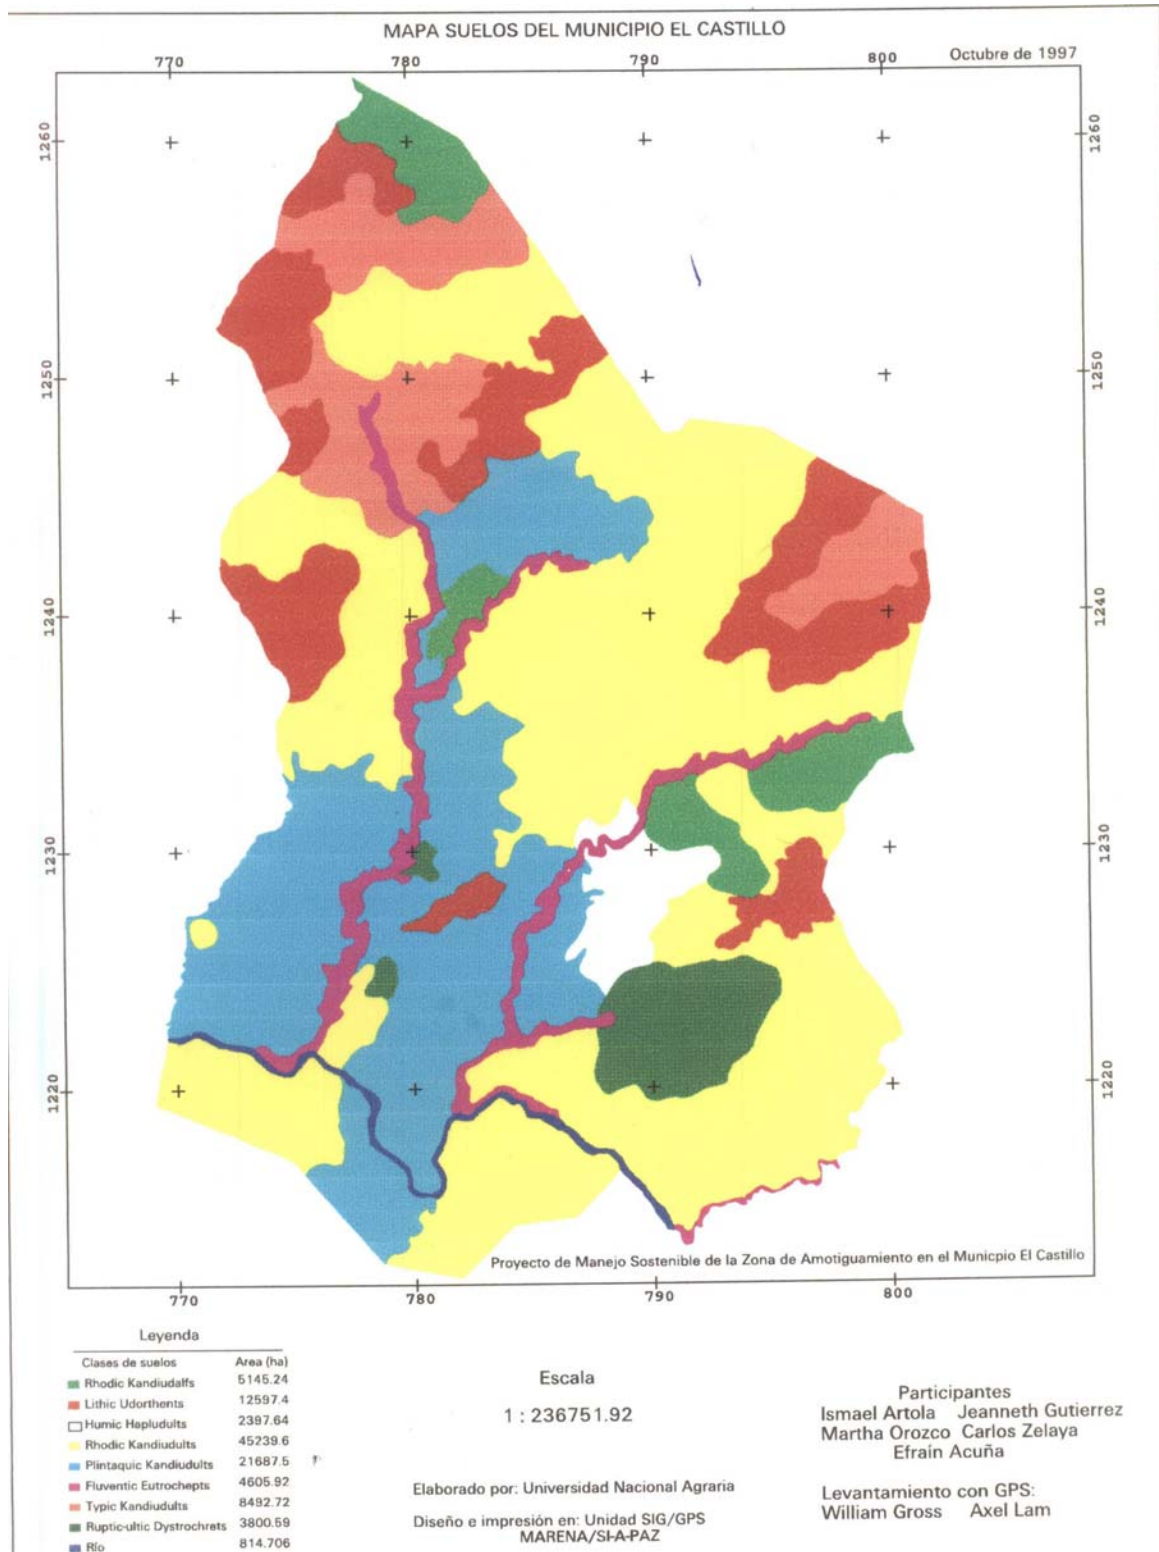 MAPA SUELOS DEL MUNICIPIO EL CASTILLO
Octubre de 1997
770 780 790 800
1260 1260
1250 1250
1240 1240
1230 1230
1220 1220
Proyecto de Manejo Sostenible de la Zona de Amotiguamiento en el Municpio El Castillo
770 780 790 800
Leyenda
Clases de suelos Area (ha)
Rhodic Kandiudalfs 5145.24
Lithic Udorthents 12597.4
Humic Hapludults 2397.64
Rhodic Kandiudults 45239.6
Plintaquic Kandiudults 21687.5
Fluventic Eutrochepts 4605.92
Typic Kandiudults 8492.72
Ruptic-ultic Dystrochrets 3800.59
Río 814.706
Escala
1 : 236751.92
Elaborado por: Universidad Nacional Agraria
Diseño e impresión en: Unidad SIG/GPS
MARENA/SI-A-PAZ
Participantes
Ismael Artola Jeanneth Gutierrez
Martha Orozco Carlos Zelaya
Efraín Acuña
Levantamiento con GPS:
William Gross Axel Lam